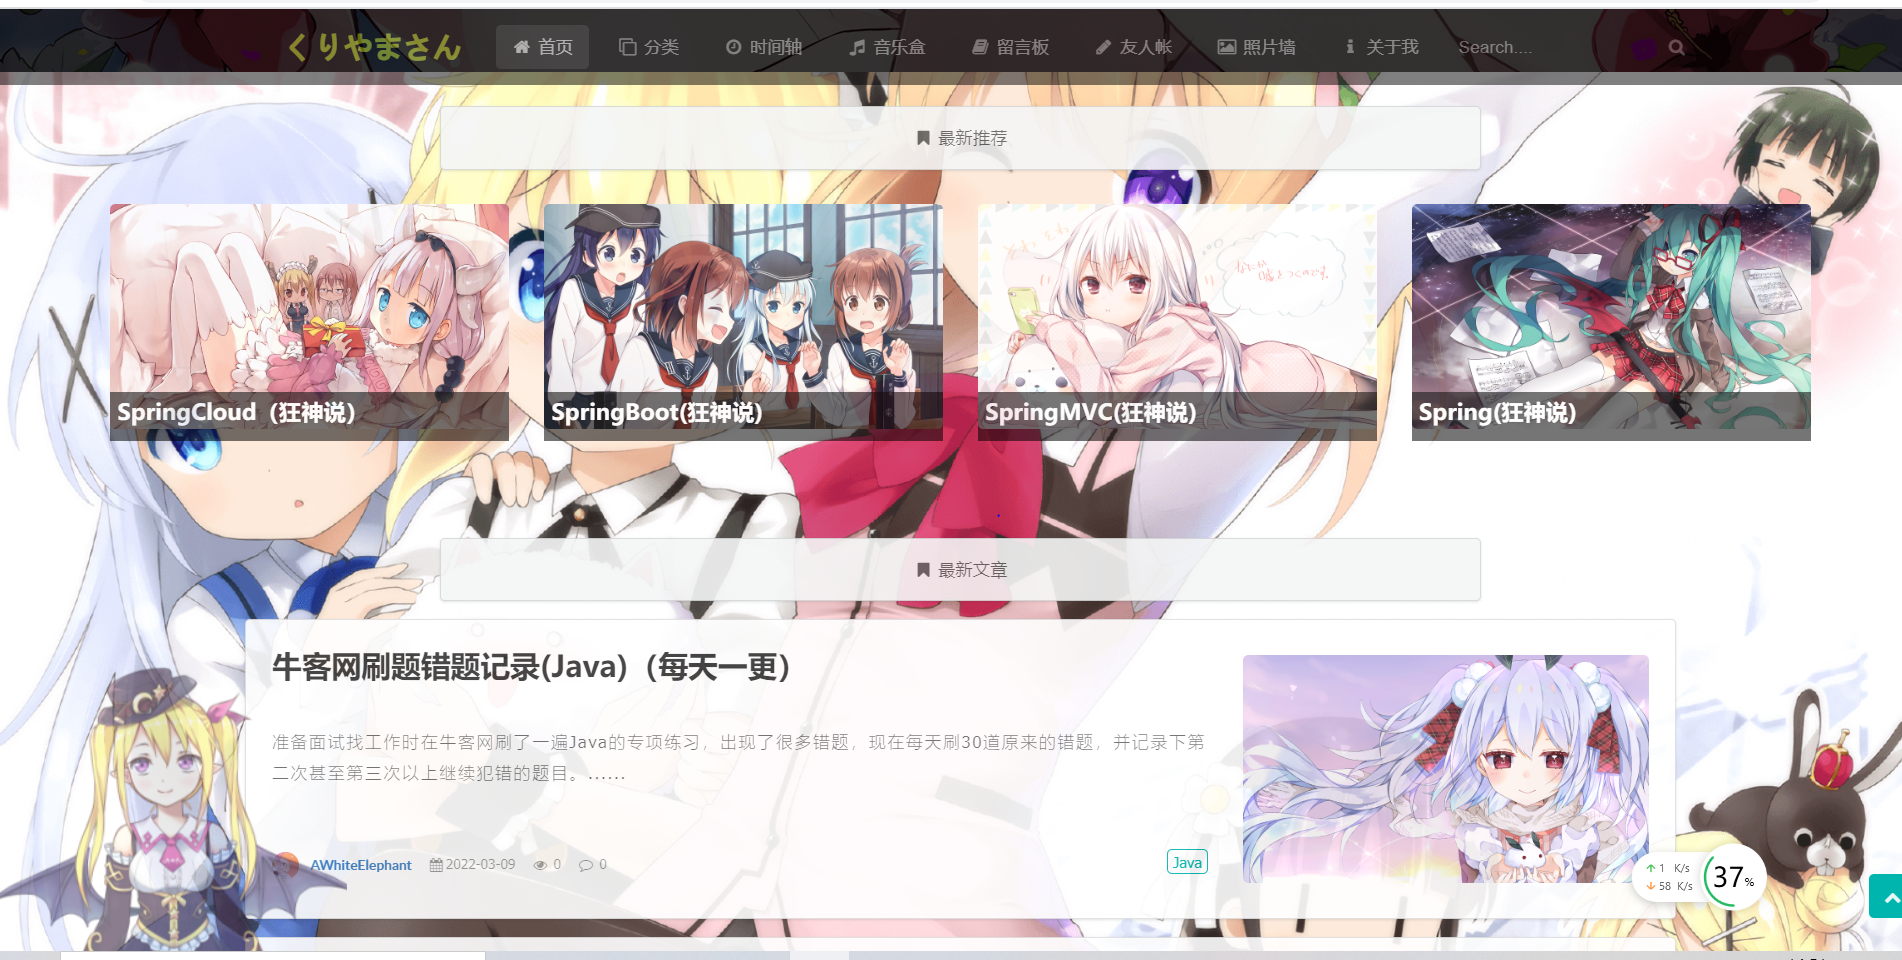 くりやまさん
首页 分类 时间轴 音乐盒 留言板 友人帐 照片墙 关于我 Search....
最新推荐
SpringCloud（狂神说）
SpringBoot(狂神说)
SpringMVC(狂神说)
Spring(狂神说)
最新文章
牛客网刷题错题记录(Java)（每天一更）
准备面试找工作时在牛客网刷了一遍Java的专项练习，出现了很多错题，现在每天刷30道原来的错题，并记录下第
二次甚至第三次以上继续犯错的题目。......
AWhiteElephant 2022-03-09 0 0
Java
1 K/s
58 K/s
37%